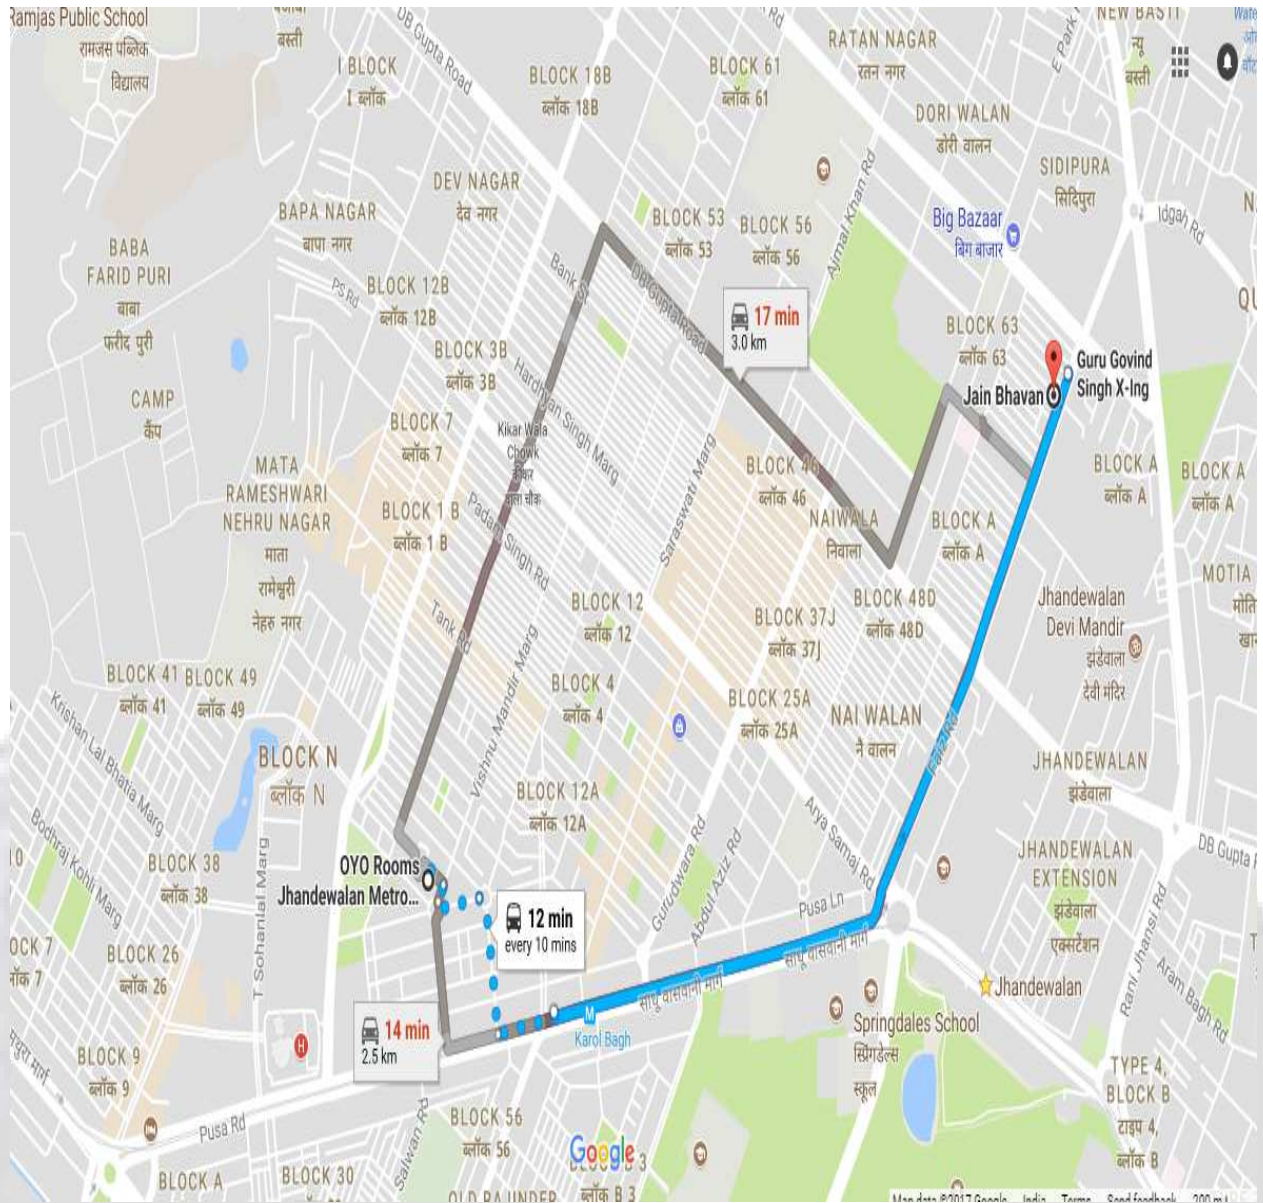 Ramjas Public School
रामजस पब्लिक
विद्यालय
बस्ती
DB Gupta Road
I BLOCK
I ब्लॉक
BLOCK 18B
ब्लॉक 18B
BLOCK 61
ब्लॉक 61
RATAN NAGAR
रतन नगर
E Park
NEW BASTI
न्यू
बस्ती
DORI WALAN
डोरी वालन
SIDIPURA
सिदिपुरा
Idgah Rd
DEV NAGAR
देव नगर
BAPA NAGAR
बापा नगर
BLOCK 53
ब्लॉक 53
BLOCK 56
ब्लॉक 56
Ajmal Khan Rd
Big Bazaar
बिग बाजार
BABA
FARID PURI
बाबा
फरीद पुरी
PS Rd
BLOCK 12B
ब्लॉक 12B
Bank St
DB Gupta Road
17 min
3.0 km
BLOCK 63
ब्लॉक 63
Guru Govind
Singh X-Ing
Jain Bhavan
BLOCK 3B
ब्लॉक 3B
Hardhyan Singh Marg
CAMP
कैंप
BLOCK 7
ब्लॉक 7
Kikar Wala
Chowk
MATA
RAMESHWARI
NEHRU NAGAR
माता
रामेश्वरी
नेहरु नगर
BLOCK 1 B
ब्लॉक 1 B
Padam Singh Rd
Saraswati Marg
BLOCK 46
ब्लॉक 46
NAIWALA
निवाला
BLOCK A
ब्लॉक A
BLOCK A
ब्लॉक A
BLOCK A
ब्लॉक A
MOTIA
Tank Rd
BLOCK 12
ब्लॉक 12
BLOCK 37J
ब्लॉक 37J
BLOCK 48D
ब्लॉक 48D
Jhandewalan
Devi Mandir
झंडेवाला
देवी मंदिर
BLOCK 41
ब्लॉक 41
BLOCK 49
ब्लॉक 49
Vishnu Mandir Marg
BLOCK 4
ब्लॉक 4
BLOCK 25A
ब्लॉक 25A
NAI WALAN
नै वालन
Faiz Rd
Krishan Lal Bhatia Marg
BLOCK N
ब्लॉक N
BLOCK 12A
ब्लॉक 12A
JHANDEWALAN
झंडेवाला
Bodhraj Kohli Marg
BLOCK 38
ब्लॉक 38
T Sohanlal Marg
OYO Rooms
Jhandewalan Metro...
Gurudwara Rd
Abdul Aziz Rd
Arya Samaj Rd
Pusa Ln
JHANDEWALAN
EXTENSION
झंडेवाला
एक्सटेंशन
DB Gupta
Rani Jhansi Rd
Aram Bagh Rd
12 min
every 10 mins
साधू वासवानी मार्ग
साधू वासवानी मार्ग
BLOCK 26
ब्लॉक 26
Jhandewalan
14 min
2.5 km
M
Karol Bagh
Springdales School
स्प्रिंगडेल्स
स्कूल
H
BLOCK 9
ब्लॉक 9
TYPE 4,
BLOCK B
टाइप 4,
ब्लॉक B
Pusa Rd
Salwan Rd
BLOCK 56
ब्लॉक 56
Google
ब्लॉक B 3
BLOCK A
BLOCK 30
OLD RAJINDER
Map data ©2017 Google India Terms Send feedback 200 m